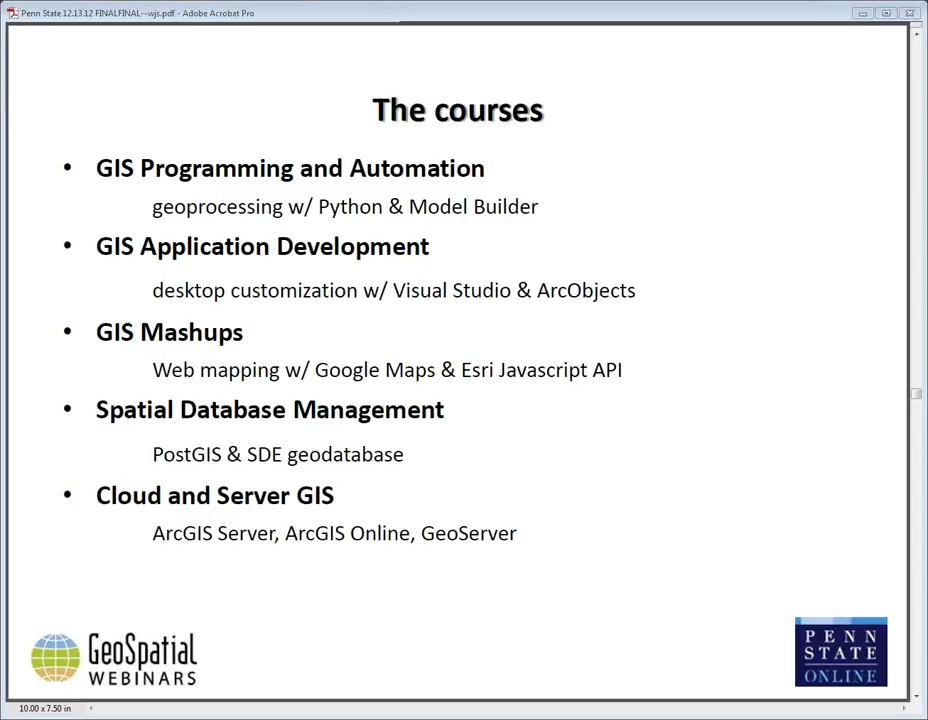 Penn State 12.13.12 FINALFINAL--wjs.pdf - Adobe Acrobat Pro
The courses
• GIS Programming and Automation
geoprocessing w/ Python & Model Builder
• GIS Application Development
desktop customization w/ Visual Studio & ArcObjects
• GIS Mashups
Web mapping w/ Google Maps & Esri Javascript API
• Spatial Database Management
PostGIS & SDE geodatabase
• Cloud and Server GIS
ArcGIS Server, ArcGIS Online, GeoServer
GeoSpatial
WEBINARS
PENN
STATE
ONLINE
10.00 x 7.50 in